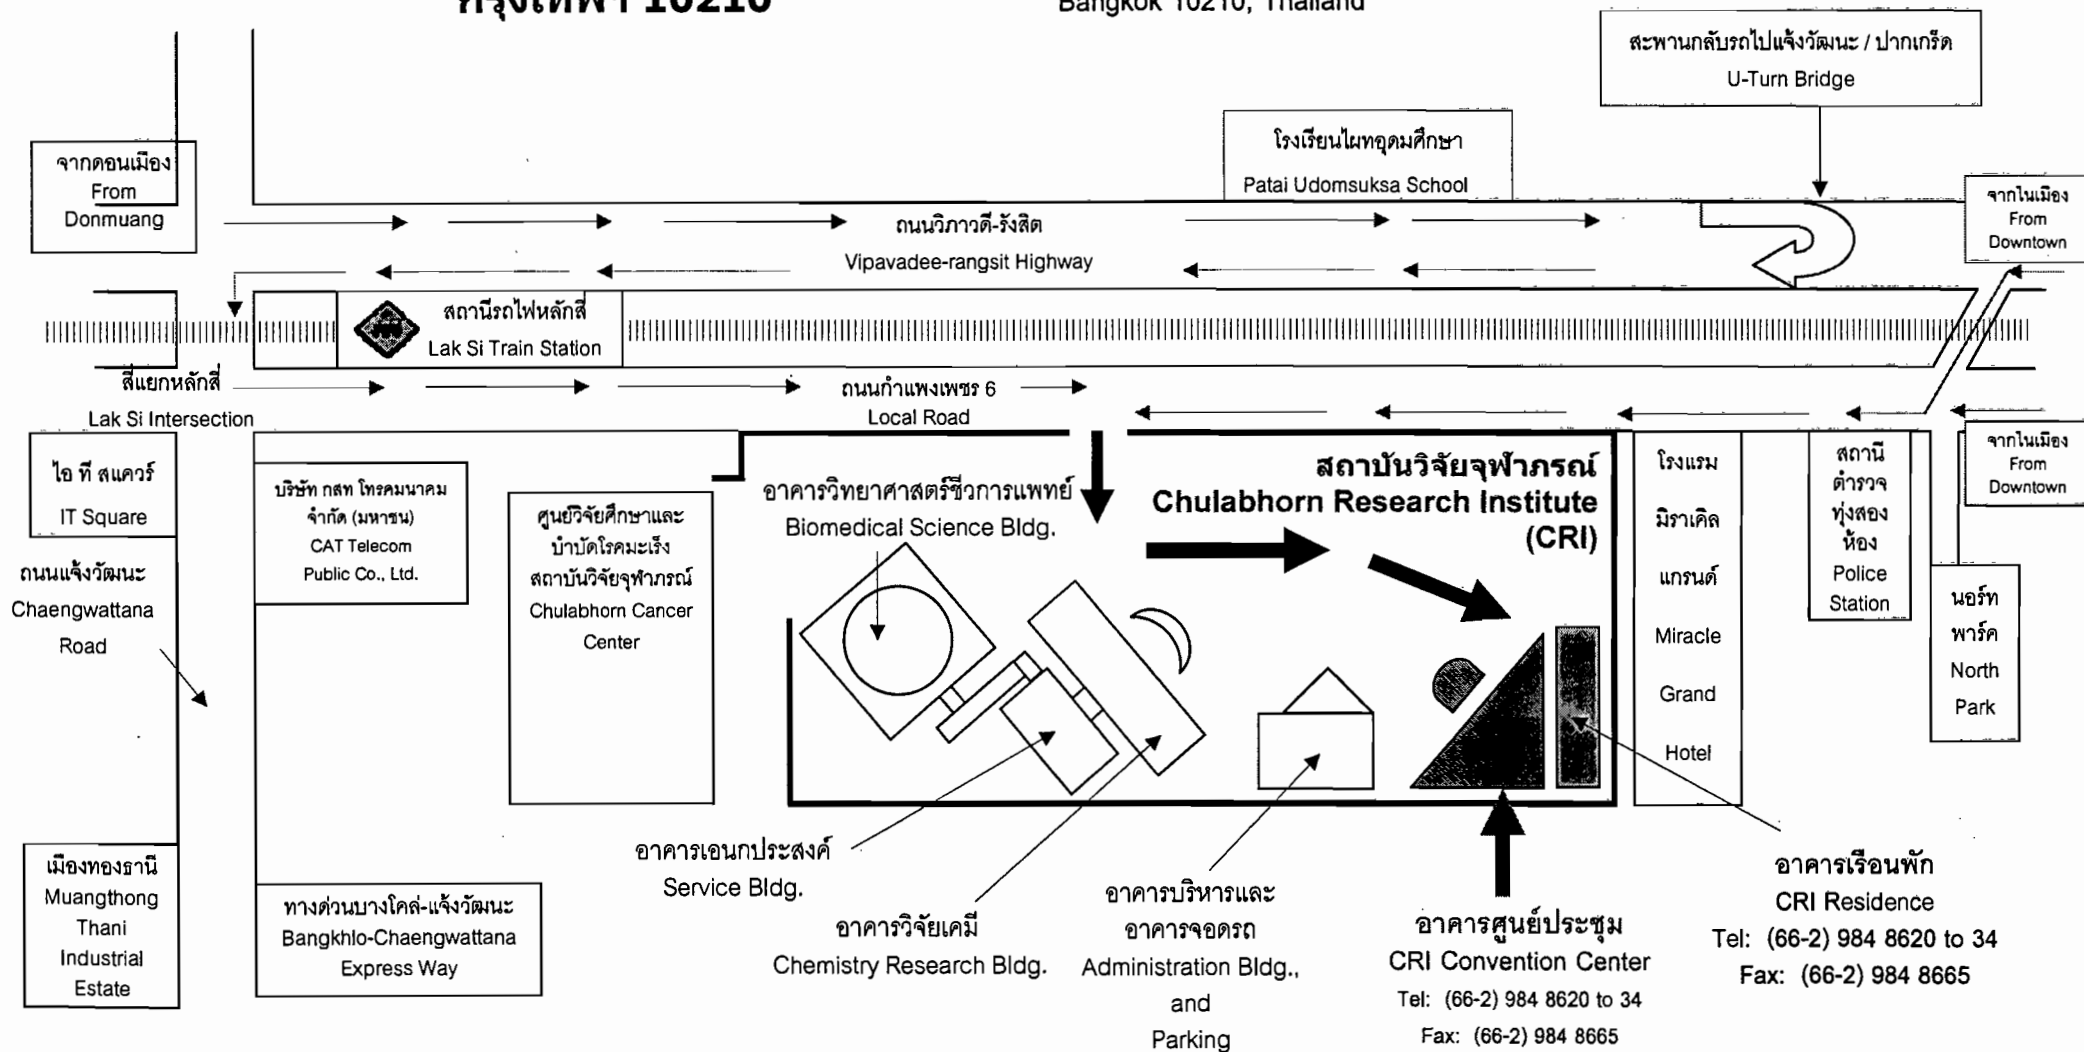 กรุงเทพฯ 10210
Bangkok 10210, Thailand
สะพานกลับรถไปแจ้งวัฒนะ / ปากเกร็ด
U-Turn Bridge
โรงเรียนไผทอุดมศึกษา
Patai Udomsuksa School
จากดอนเมือง
From
Donmuang
จากในเมือง
From
Downtown
ถนนวิภาวดี-รังสิต
Vipavadee-rangsit Highway
สถานีรถไฟหลักสี่
Lak Si Train Station
สี่แยกหลักสี่
Lak Si Intersection
ถนนกำแพงเพชร 6
Local Road
จากในเมือง
From
Downtown
ไอ ที สแควร์
IT Square
บริษัท กสท โทรคมนาคม
จำกัด (มหาชน)
CAT Telecom
Public Co., Ltd.
ศูนย์วิจัยศึกษาและ
บำบัดโรคมะเร็ง
สถาบันวิจัยจุฬาภรณ์
Chulabhorn Cancer
Center
อาคารวิทยาศาสตร์ชีวการแพทย์
Biomedical Science Bldg.
สถาบันวิจัยจุฬาภรณ์
Chulabhorn Research Institute
(CRI)
โรงแรม
มิราเคิล
แกรนด์
Miracle
Grand
Hotel
สถานี
ตำรวจ
ทุ่งสอง
ห้อง
Police
Station
นอร์ท
พาร์ค
North
Park
ถนนแจ้งวัฒนะ
Chaengwattana
Road
เมืองทองธานี
Muangthong
Thani
Industrial
Estate
ทางด่วนบางโคล่-แจ้งวัฒนะ
Bangkhlo-Chaengwattana
Express Way
อาคารเอนกประสงค์
Service Bldg.
อาคารวิจัยเคมี
Chemistry Research Bldg.
อาคารบริหารและ
อาคารจอดรถ
Administration Bldg.,
and
Parking
อาคารศูนย์ประชุม
CRI Convention Center
Tel: (66-2) 984 8620 to 34
Fax: (66-2) 984 8665
อาคารเรือนพัก
CRI Residence
Tel: (66-2) 984 8620 to 34
Fax: (66-2) 984 8665